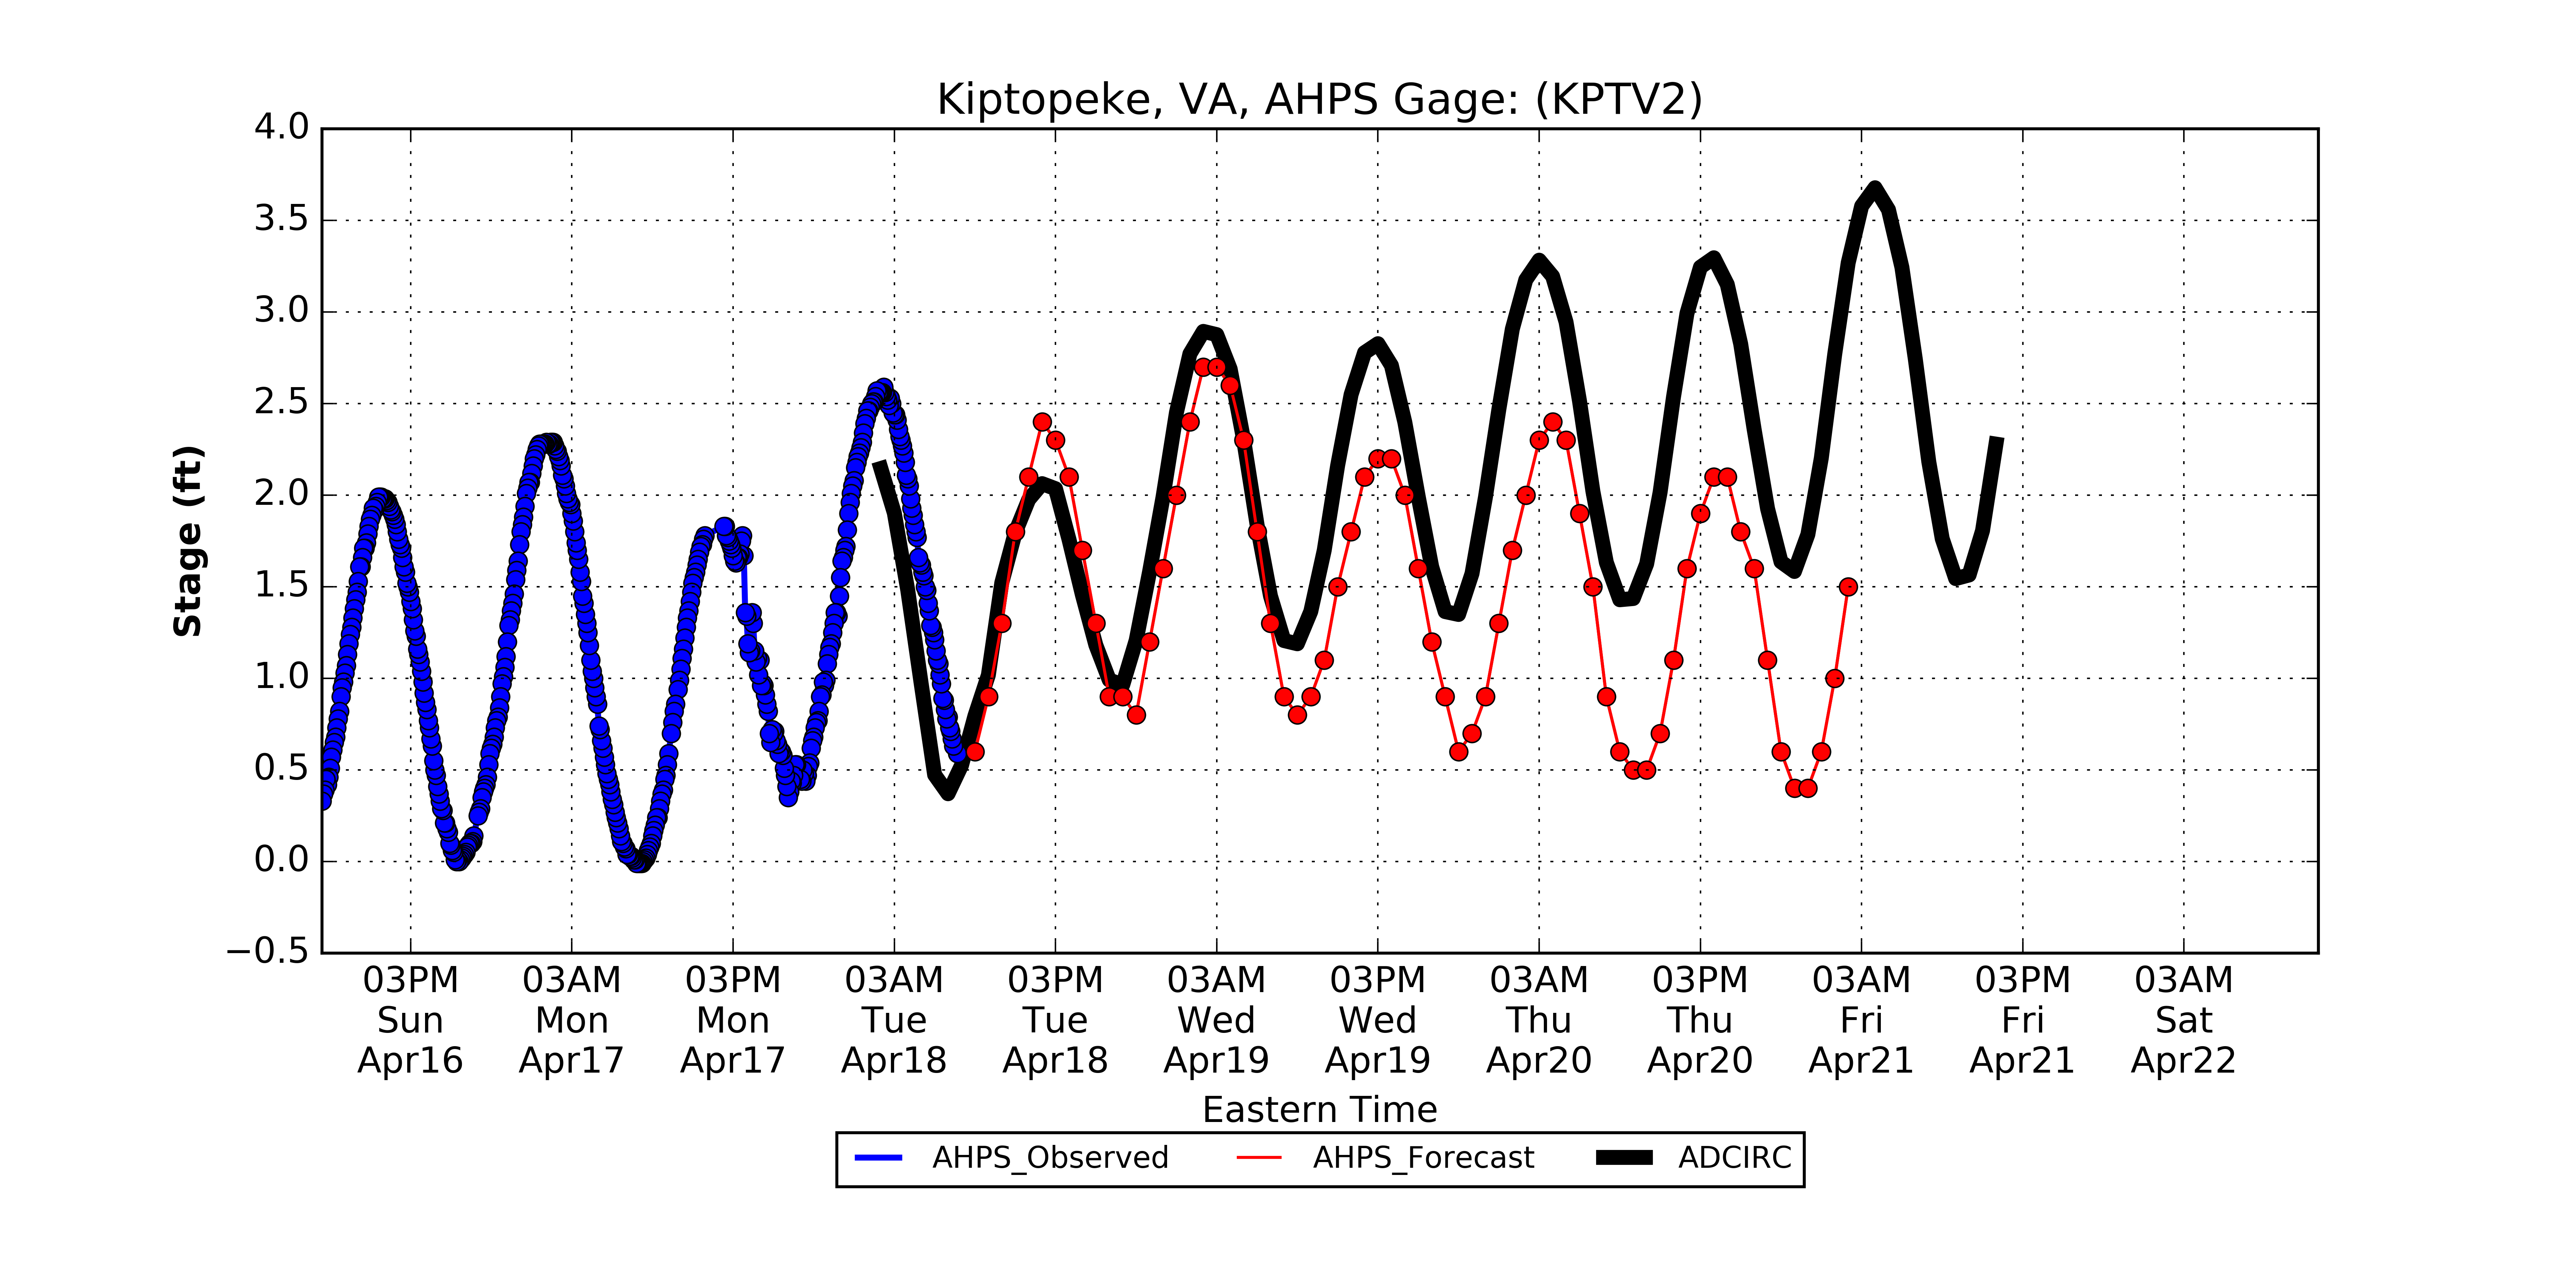 Kiptopeke, VA, AHPS Gage: (KPTV2)
4.0
3.5
3.0
2.5
2.0
1.5
1.0
0.5
0.0
−0.5
Stage (ft)
03PM 03AM 03PM 03AM 03PM 03AM 03PM 03AM 03PM 03AM 03PM 03AM
Sun Mon Mon Tue Tue Wed Wed Thu Thu Fri Fri Sat
Apr16 Apr17 Apr17 Apr18 Apr18 Apr19 Apr19 Apr20 Apr20 Apr21 Apr21 Apr22
Eastern Time
AHPS_Observed AHPS_Forecast ADCIRC